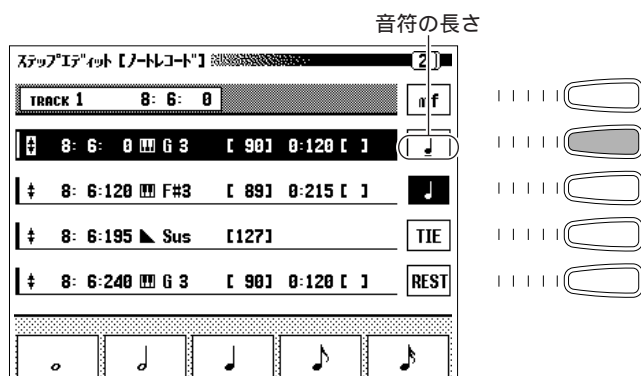 音符の長さ
ステップエディット【ノートレコード】 2
TRACK 1 8: 6: 0
mf
8: 6: 0 G 3 [ 90] 0:120 [ ]
8: 6:120 F#3 [ 89] 0:215 [ ]
8: 6:195 Sus [127] TIE
8: 6:240 G 3 [ 90] 0:120 [ ] REST